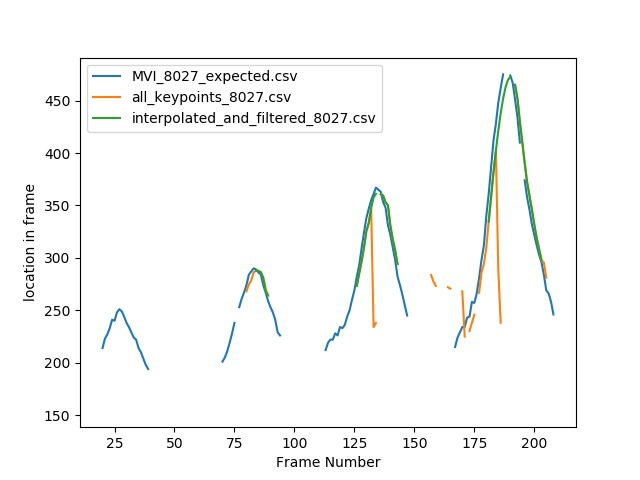 MVI_8027_expected.csv
all_keypoints_8027.csv
interpolated_and_filtered_8027.csv
450
400
350
300
250
200
150
location in frame
25 50 75 100 125 150 175 200
Frame Number